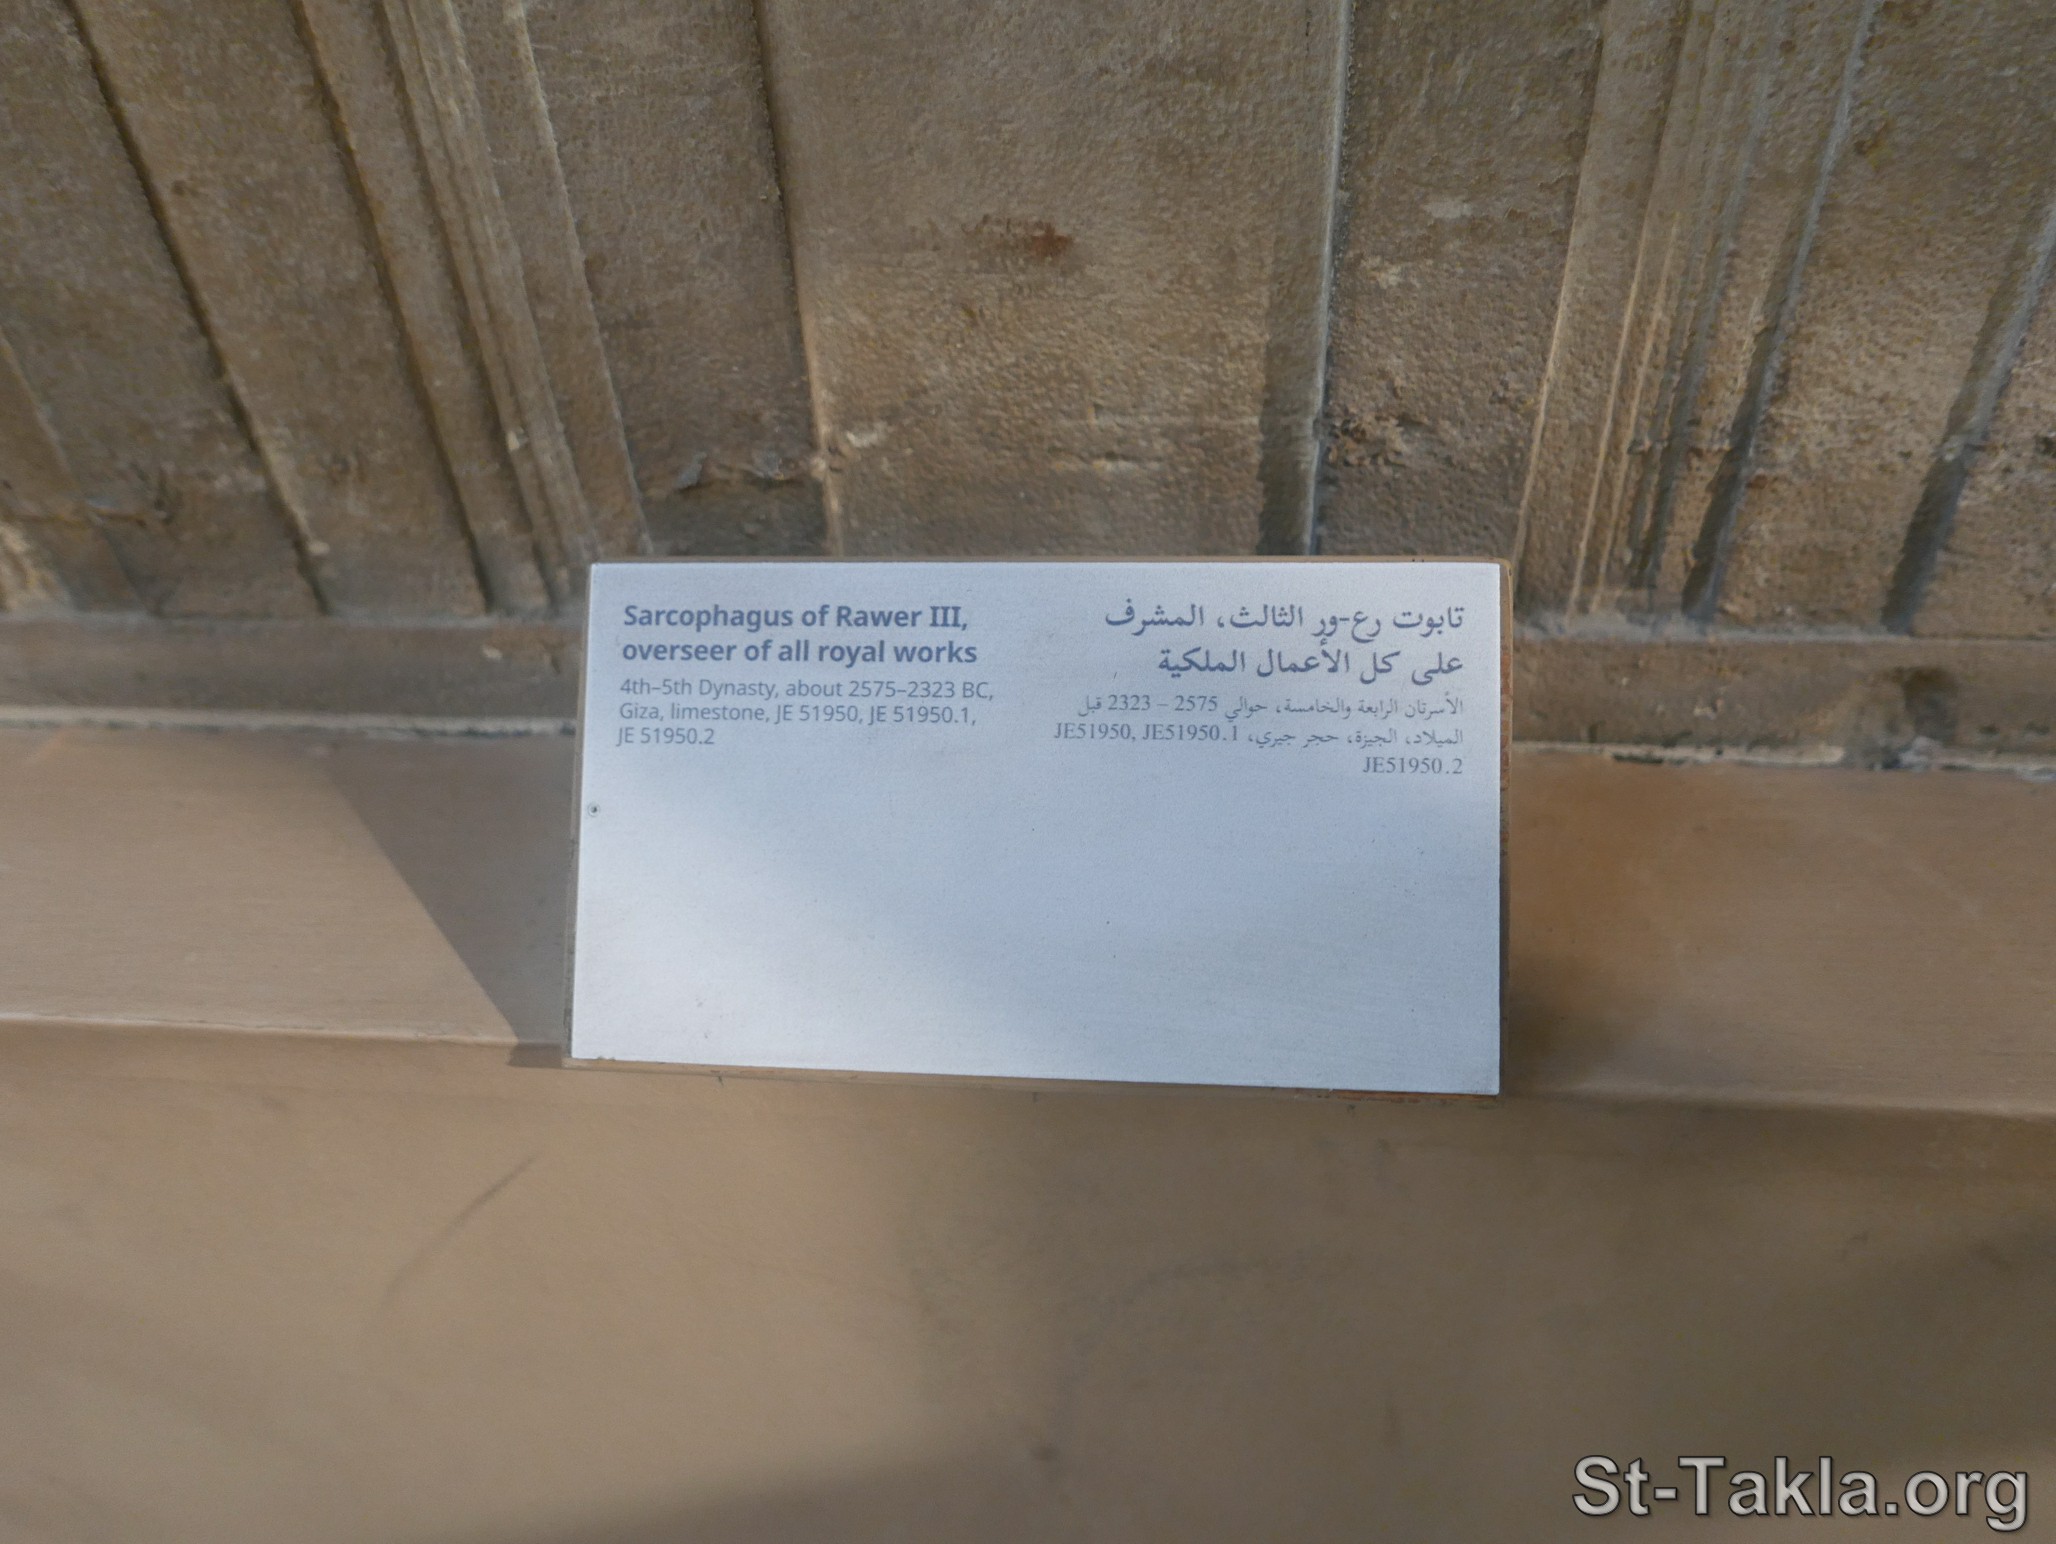 Sarcophagus of Rawer III,
overseer of all royal works
4th–5th Dynasty, about 2575–2323 BC,
Giza, limestone, JE 51950, JE 51950.1,
JE 51950.2
تابوت رع-ور الثالث، المشرف
على كل الأعمال الملكية
الأسرتان الرابعة والخامسة، حوالي 2575 – 2323 قبل
الميلاد، الجيزة، حجر جيري، JE51950, JE51950.1
JE51950.2
St-Takla.org